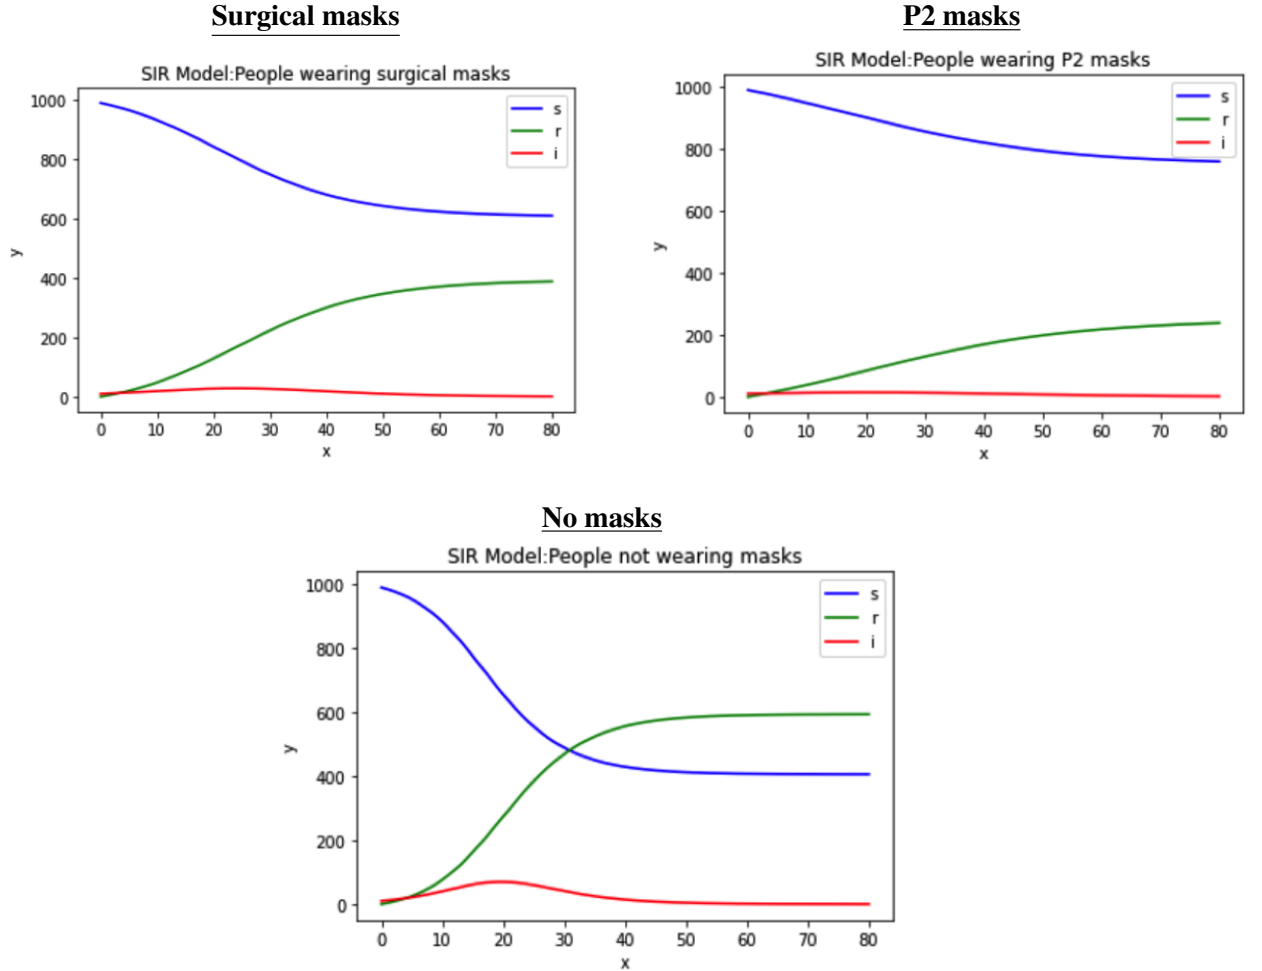 Surgical masks
SIR Model:People wearing surgical masks
1000
800
600
400
200
0
y
s
r
i
0 10 20 30 40 50 60 70 80
x
P2 masks
SIR Model:People wearing P2 masks
1000
800
600
400
200
0
y
s
r
i
0 10 20 30 40 50 60 70 80
x
No masks
SIR Model:People not wearing masks
1000
800
600
400
200
0
y
s
r
i
0 10 20 30 40 50 60 70 80
x